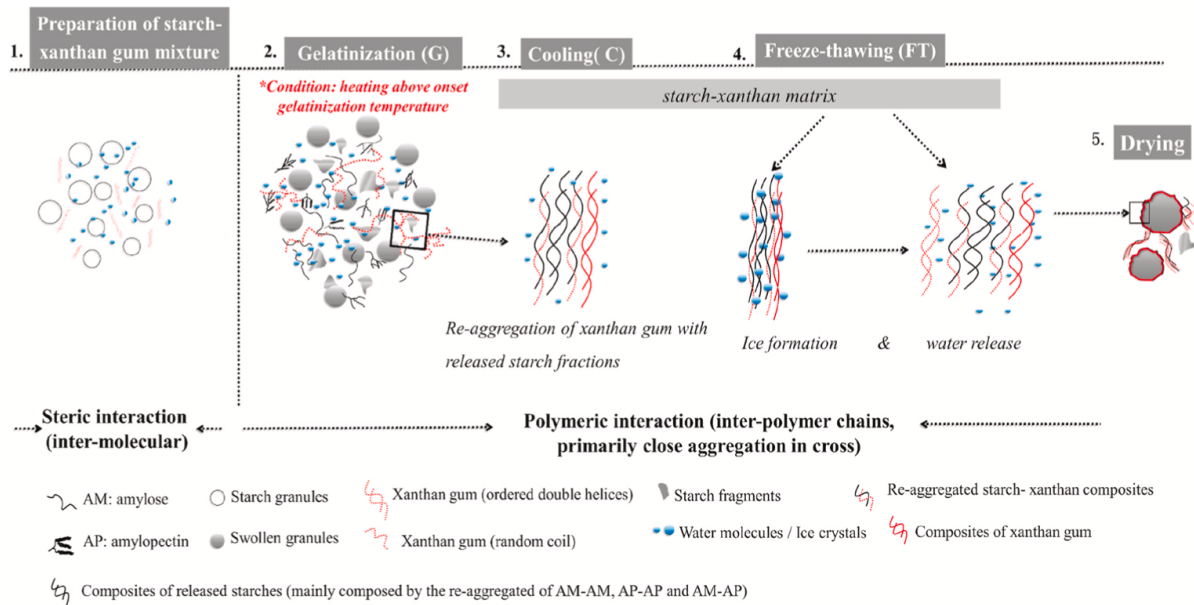 1.
Preparation of starch-
xanthan gum mixture
2.
Gelatinization (G)
3.
Cooling( C)
4.
Freeze-thawing (FT)
*Condition: heating above onset
gelatinization temperature
starch-xanthan matrix
5.
Drying
Re-aggregation of xanthan gum with
released starch fractions
Ice formation & water release
Steric interaction
(inter-molecular)
Polymeric interaction (inter-polymer chains,
primarily close aggregation in cross)
AM: amylose
Starch granules
Xanthan gum (ordered double helices)
Starch fragments
Re-aggregated starch- xanthan composites
AP: amylopectin
Swollen granules
Xanthan gum (random coil)
Water molecules / Ice crystals
Composites of xanthan gum
Composites of released starches (mainly composed by the re-aggregated of AM-AM, AP-AP and AM-AP)